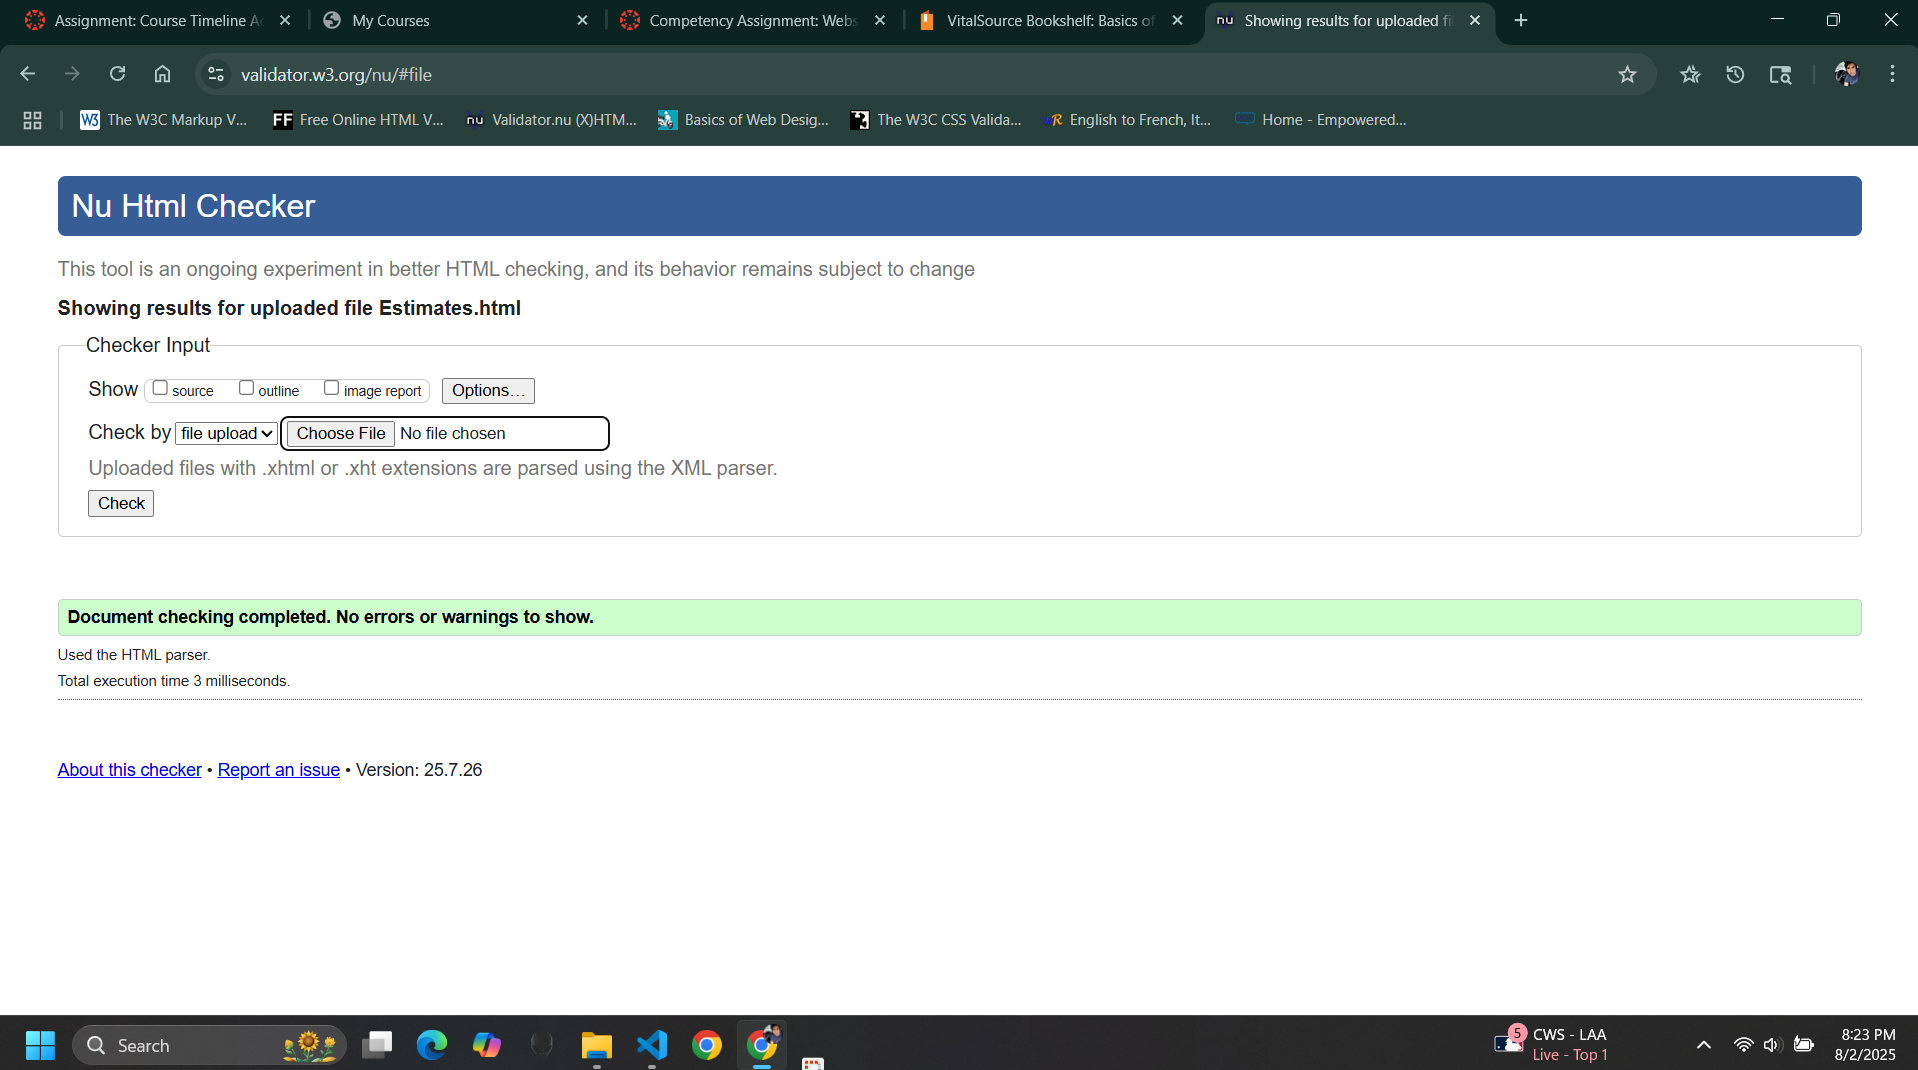 Assignment: Course Timeline Ac
My Courses
Competency Assignment: Webs
VitalSource Bookshelf: Basics of
nu Showing results for uploaded fil
validator.w3.org/nu/#file
W3 The W3C Markup V...
FF Free Online HTML V...
nu Validator.nu (X)HTM...
Basics of Web Desig...
The W3C CSS Valida...
English to French, It...
Home - Empowered...
Nu Html Checker
This tool is an ongoing experiment in better HTML checking, and its behavior remains subject to change
Showing results for uploaded file Estimates.html
Checker Input
Show source outline image report Options...
Check by file upload Choose File No file chosen
Uploaded files with .xhtml or .xht extensions are parsed using the XML parser.
Check
Document checking completed. No errors or warnings to show.
Used the HTML parser.
Total execution time 3 milliseconds.
About this checker • Report an issue • Version: 25.7.26
Search
5
CWS - LAA
Live - Top 1
8:23 PM
8/2/2025